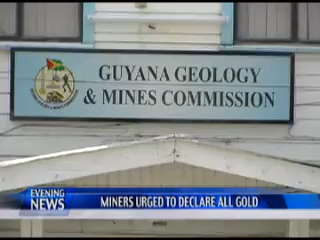 GUYANA GEOLOGY
& MINES COMMISSION
EVENING
NEWS
MINERS URGED TO DECLARE ALL GOLD